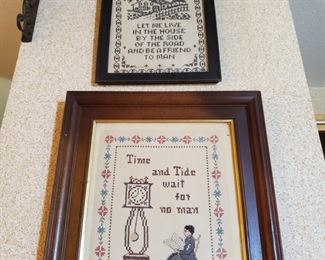 LET ME LIVE
IN THE HOUSE
BY THE SIDE
OF THE ROAD
AND BE A FRIEND
TO MAN
Time
and Tide
wait
for
no man